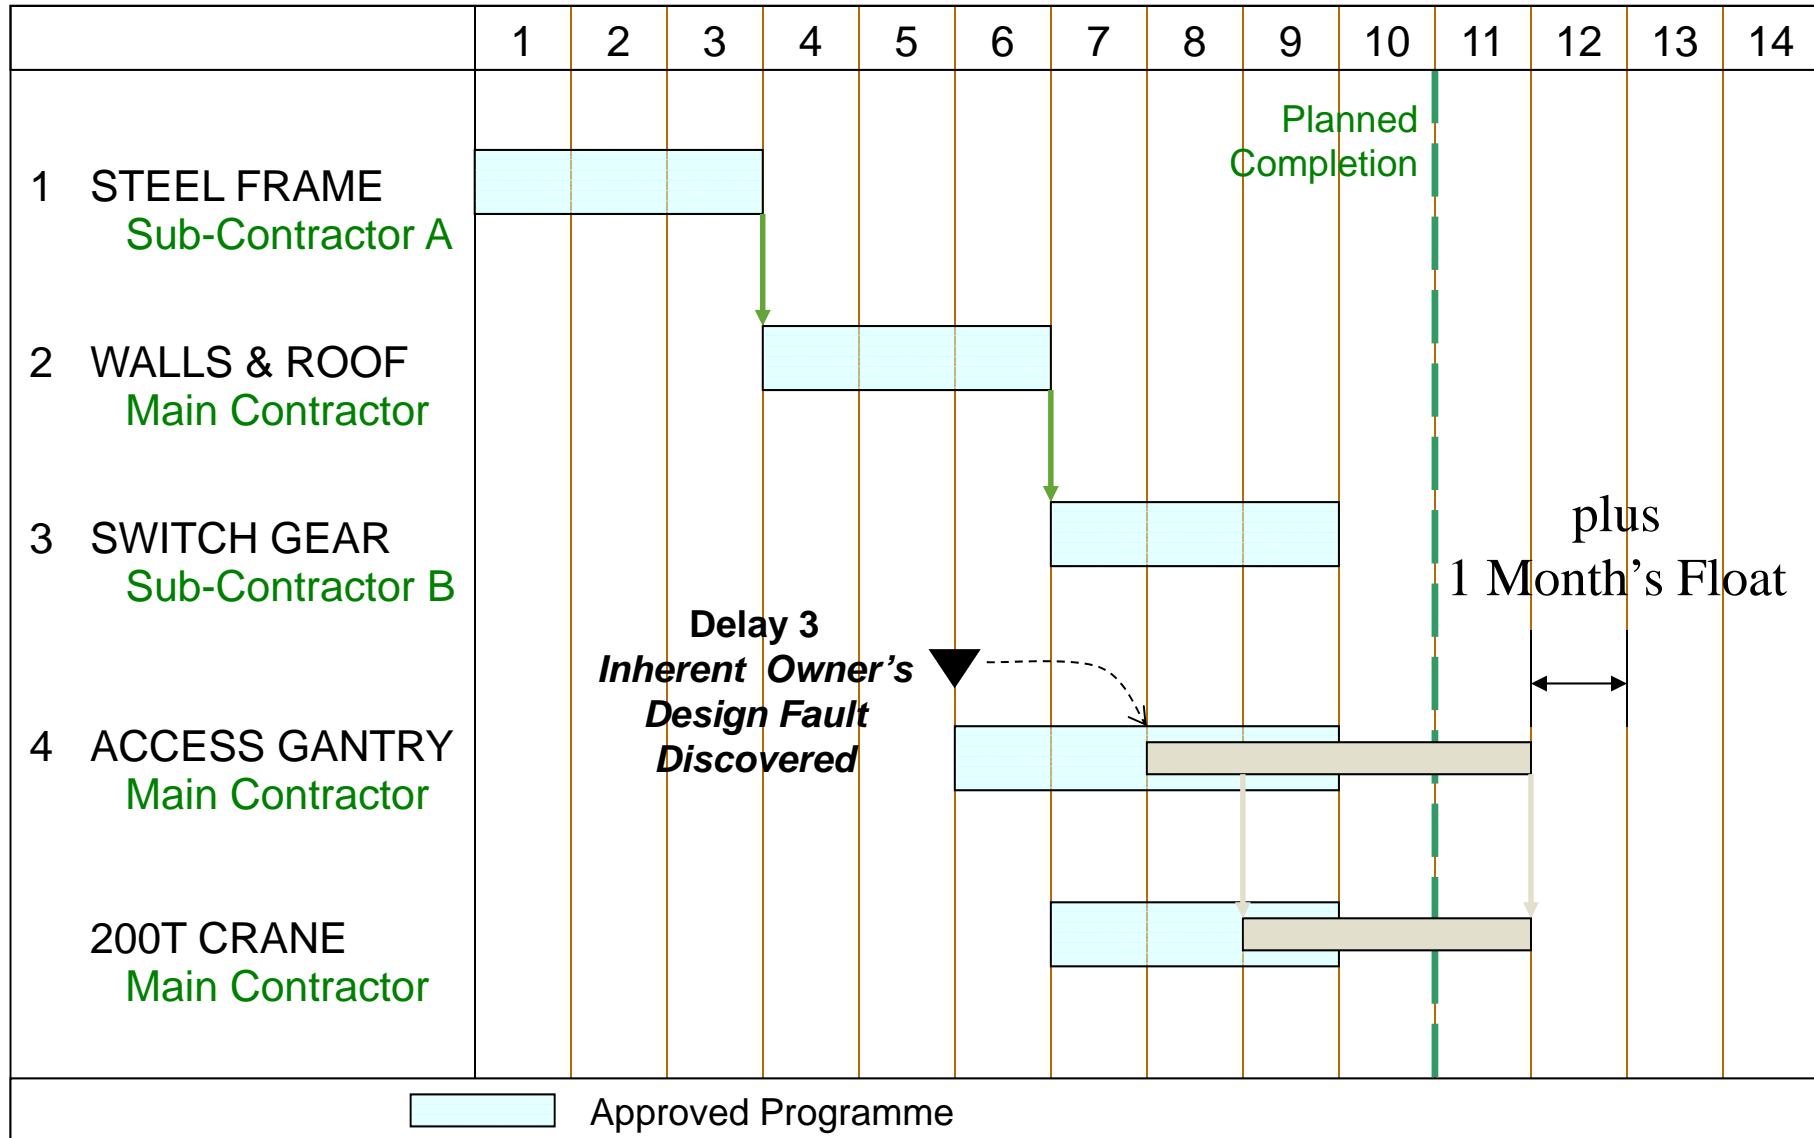 1 2 3 4 5 6 7 8 9 10 11 12 13 14
Planned
Completion
1 STEEL FRAME
Sub-Contractor A
2 WALLS & ROOF
Main Contractor
3 SWITCH GEAR
Sub-Contractor B
plus
1 Month’s Float
Delay 3
Inherent Owner’s
Design Fault
Discovered
4 ACCESS GANTRY
Main Contractor
200T CRANE
Main Contractor
Approved Programme